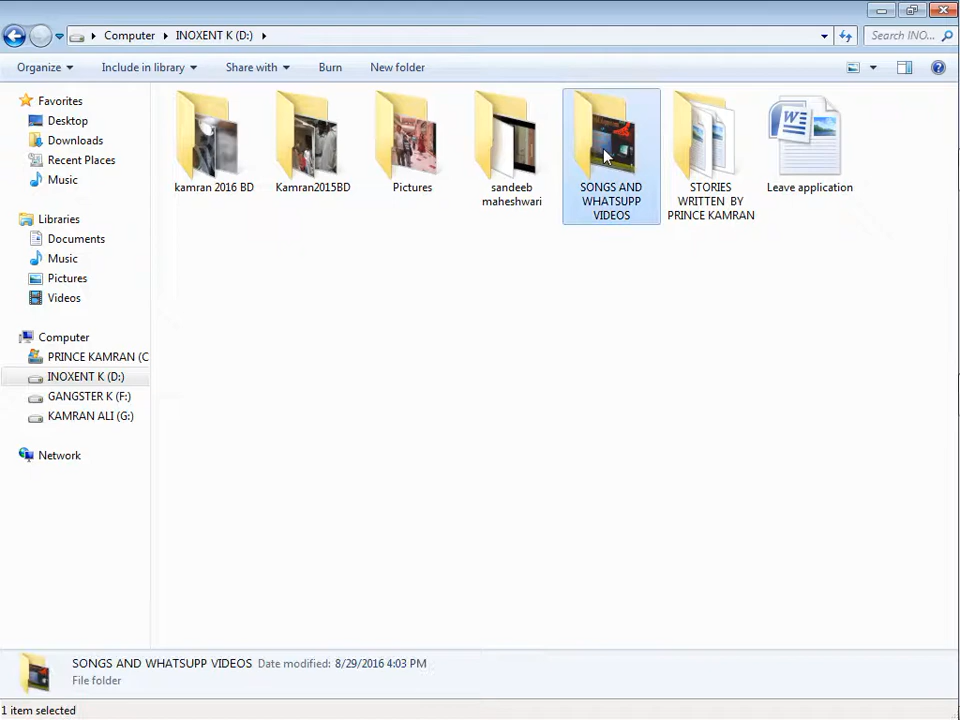 Computer INOXENT K (D:) Search INO...
Organize Include in library Share with Burn New folder
Favorites
Desktop
Downloads
Recent Places
Music
Libraries
Documents
Music
Pictures
Videos
Computer
PRINCE KAMRAN (C
INOXENT K (D:)
GANGSTER K (F:)
KAMRAN ALI (G:)
Network
kamran 2016 BD
Kamran2015BD
Pictures
sandeeb
maheshwari
SONGS AND
WHATSUPP
VIDEOS
STORIES
WRITTEN BY
PRINCE KAMRAN
Leave application
SONGS AND WHATSUPP VIDEOS Date modified: 8/29/2016 4:03 PM
File folder
1 item selected